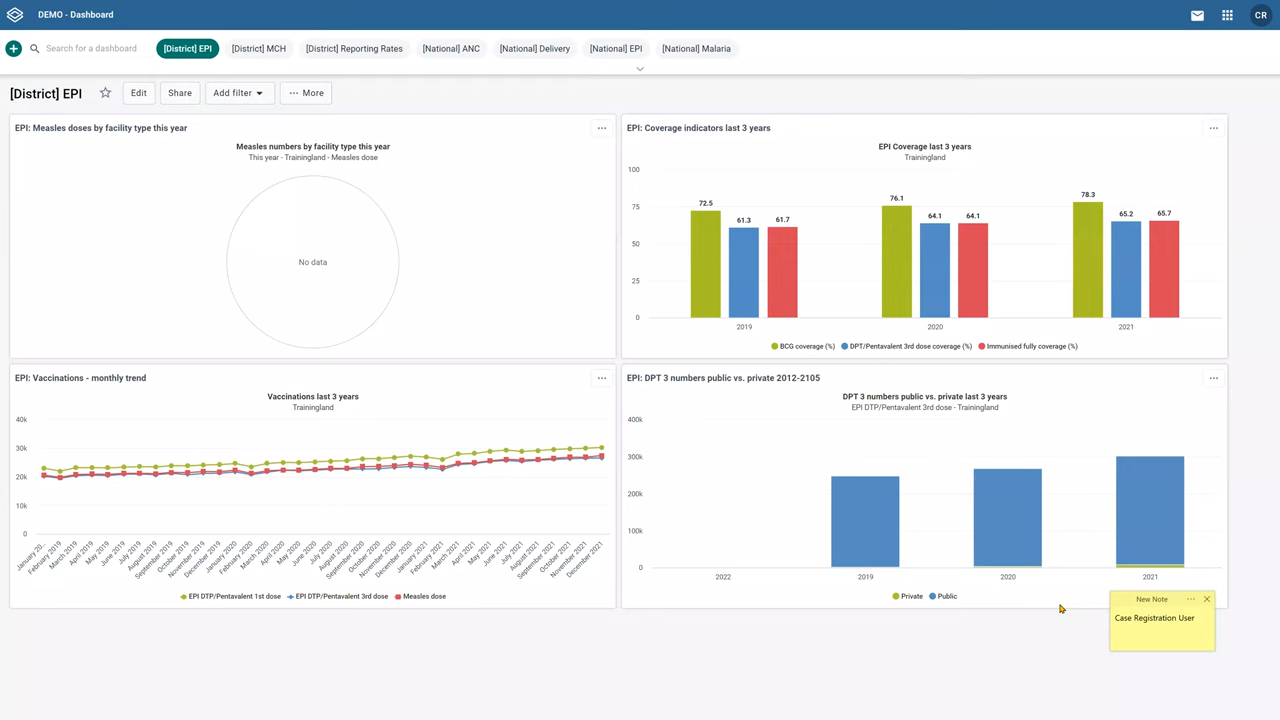 DEMO - Dashboard
CR
Search for a dashboard
[District] EPI
[District] MCH
[District] Reporting Rates
[National] ANC
[National] Delivery
[National] EPI
[National] Malaria
[District] EPI
Edit
Share
Add filter
More
EPI: Measles doses by facility type this year
Measles numbers by facility type this year
This year - Trainingland - Measles dose
No data
EPI: Coverage indicators last 3 years
EPI Coverage last 3 years
Trainingland
100
75
50
25
0
72.5
61.3
61.7
76.1
64.1
64.1
78.3
65.2
65.7
2019
2020
2021
BCG coverage (%)
DPT/Pentavalent 3rd dose coverage (%)
Immunised fully coverage (%)
EPI: Vaccinations - monthly trend
Vaccinations last 3 years
Trainingland
40k
30k
20k
10k
0
January 20...
February 2019
March 2019
April 2019
May 2019
June 2019
July 2019
August 2019
September 2019
October 2019
November 2019
December 2019
January 2020
February 2020
March 2020
April 2020
May 2020
June 2020
July 2020
August 2020
September 2020
October 2020
November 2020
December 2020
January 2021
February 2021
March 2021
April 2021
May 2021
June 2021
July 2021
August 2021
September 2021
October 2021
November 2021
December 2021
EPI DTP/Pentavalent 1st dose
EPI DTP/Pentavalent 3rd dose
Measles dose
EPI: DPT 3 numbers public vs. private 2012-2105
DPT 3 numbers public vs. private last 3 years
EPI DTP/Pentavalent 3rd dose - Trainingland
400k
300k
200k
100k
0
2022
2019
2020
2021
Private
Public
New Note
Case Registration User